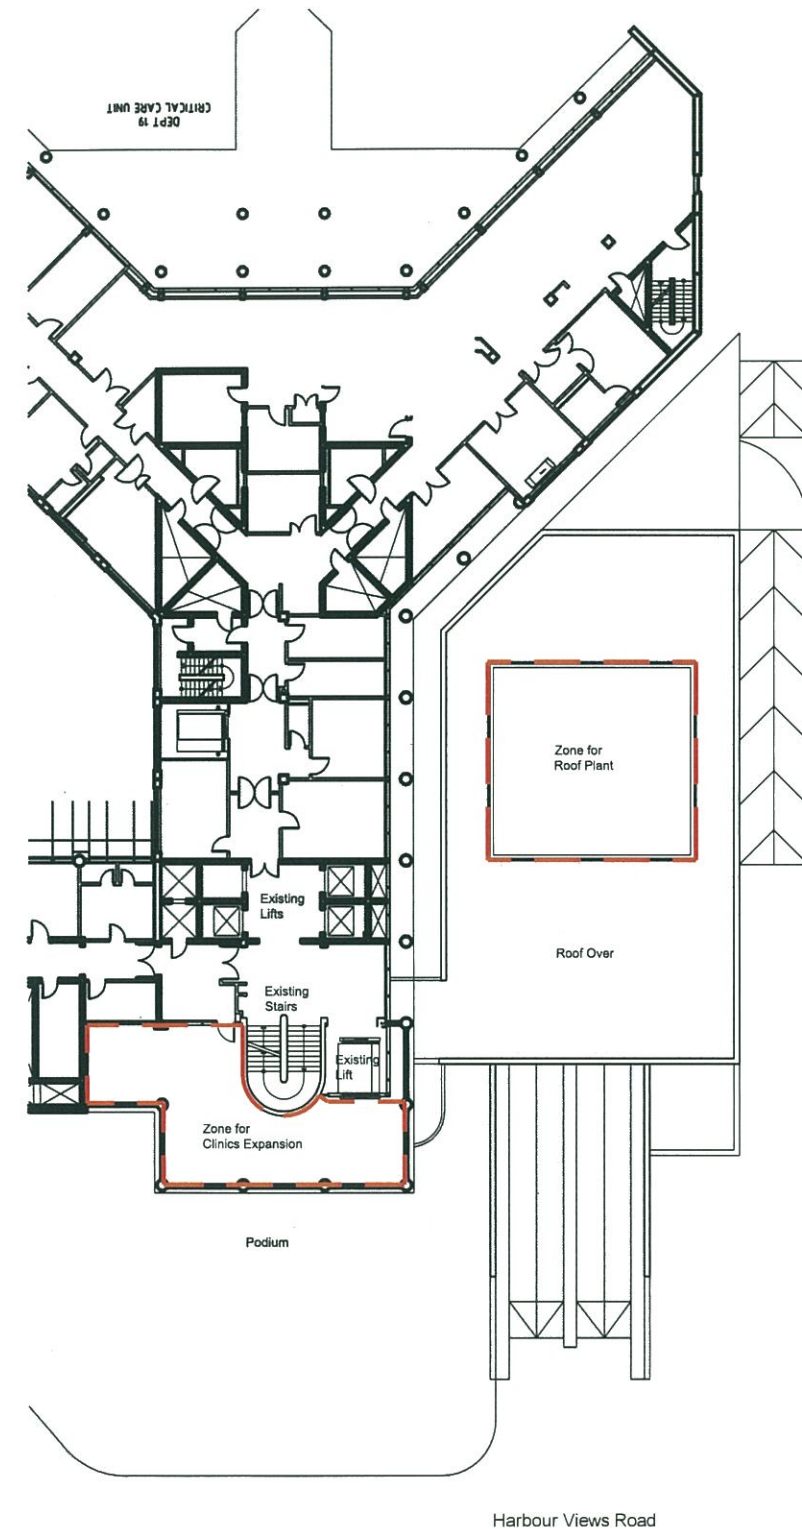 DEPT 19
CRITICAL CARE UNIT
Zone for
Roof Plant
Existing
Lifts
Roof Over
Existing
Stairs
Existing
Lift
Zone for
Clinics Expansion
Podium
Harbour Views Road